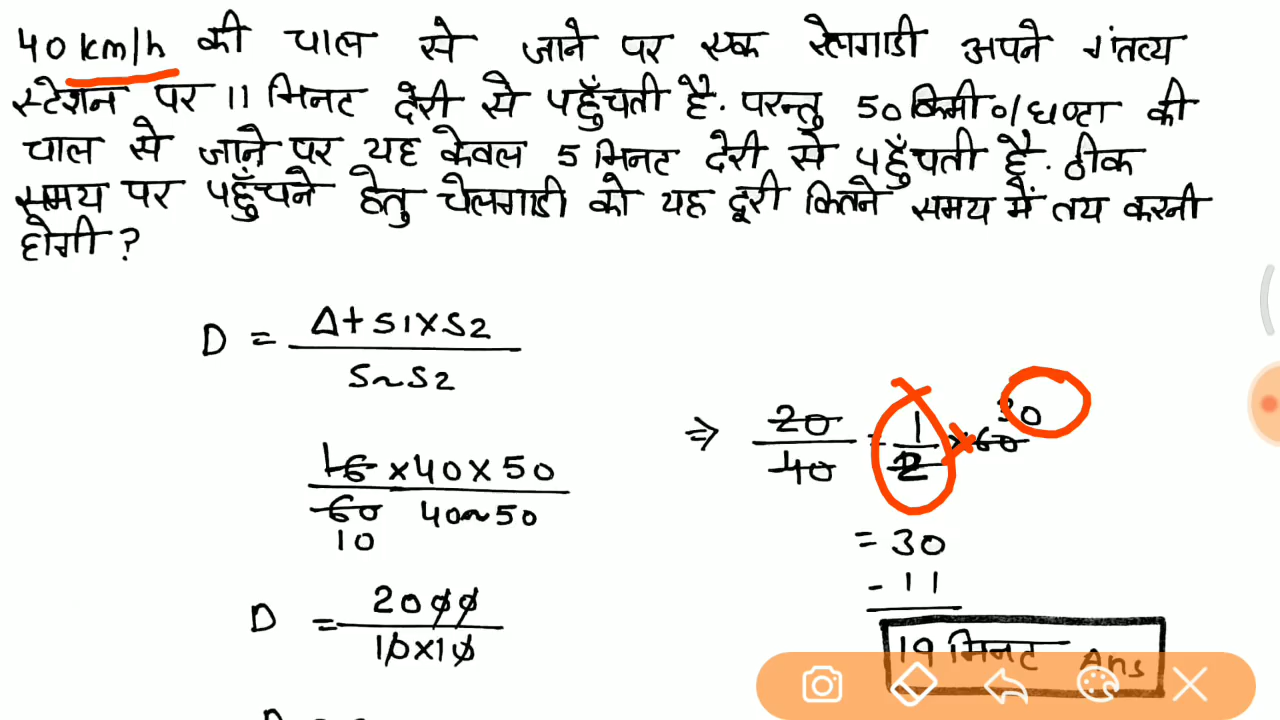 40 km/h की चाल से जाने पर एक रेलगाडी अपने गंतव्य
स्टेशन पर 11 मिनट देरी से पहुँचती है. परन्तु 50 किमी०/घण्टा की
चाल से जाने पर यह केवल 5 मिनट देरी से पहुँचती है. ठीक
समय पर पहुँचने हेतु रेलगाडी को यह दूरी कितने समय में तय करनी
होगी ?
D = Δt S1×S2
S~S2
16 × 40 × 50
60 40~50
10
D = 2000
10×10
⇒ 20 = 1 × 60 30
40 2
= 30
- 11
19 मिनट Ans